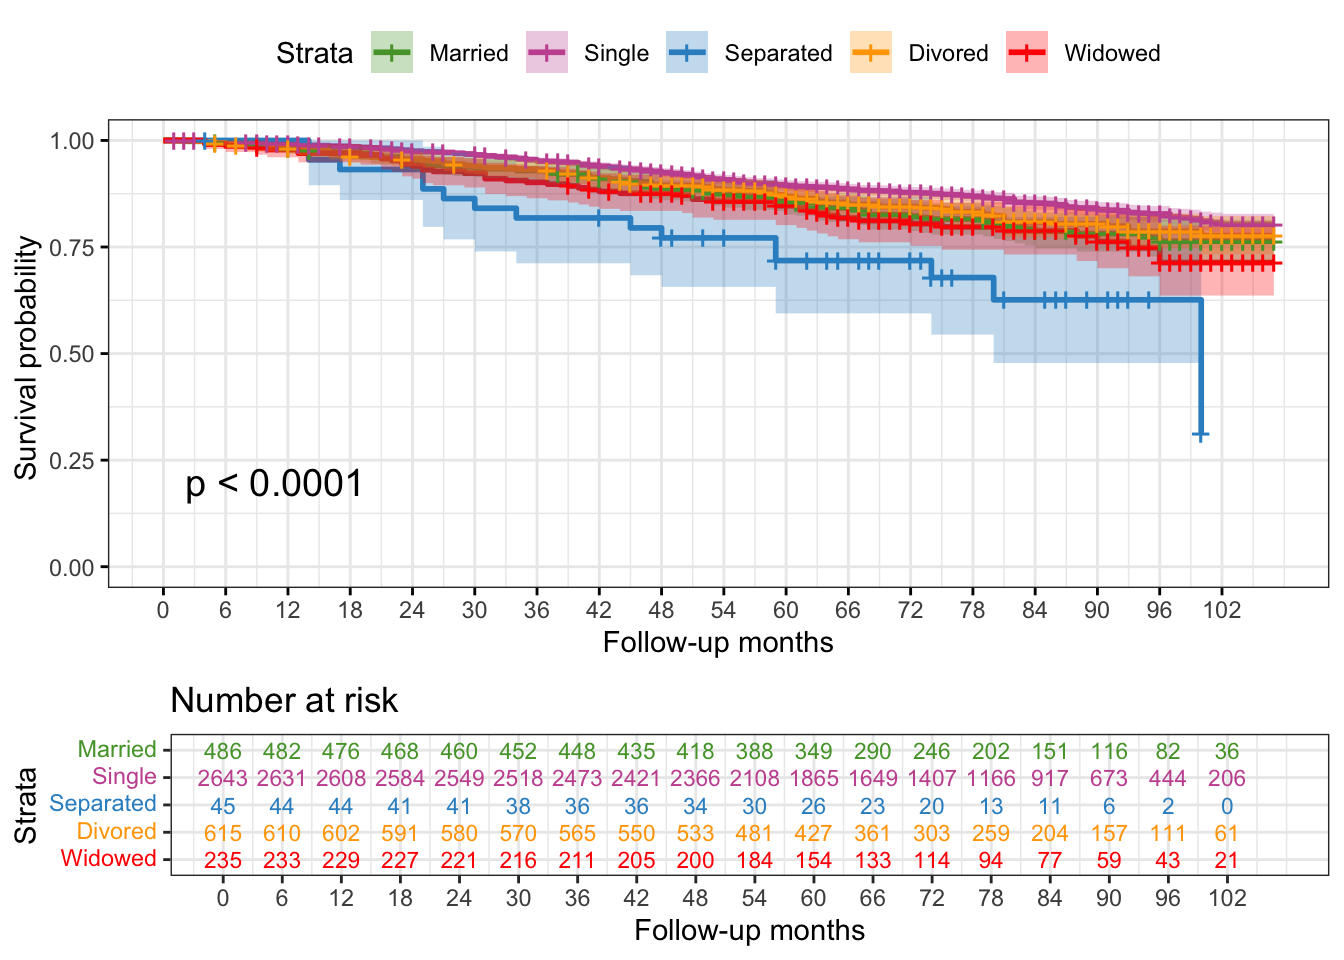 Strata Married Single Separated Divored Widowed
1.00
0.75
0.50
0.25
0.00
Survival probability
p < 0.0001
0 6 12 18 24 30 36 42 48 54 60 66 72 78 84 90 96 102
Follow-up months
Number at risk
Strata
Married 486 482 476 468 460 452 448 435 418 388 349 290 246 202 151 116 82 36
Single 2643 2631 2608 2584 2549 2518 2473 2421 2366 2108 1865 1649 1407 1166 917 673 444 206
Separated 45 44 44 41 41 38 36 36 34 30 26 23 20 13 11 6 2 0
Divored 615 610 602 591 580 570 565 550 533 481 427 361 303 259 204 157 111 61
Widowed 235 233 229 227 221 216 211 205 200 184 154 133 114 94 77 59 43 21
0 6 12 18 24 30 36 42 48 54 60 66 72 78 84 90 96 102
Follow-up months